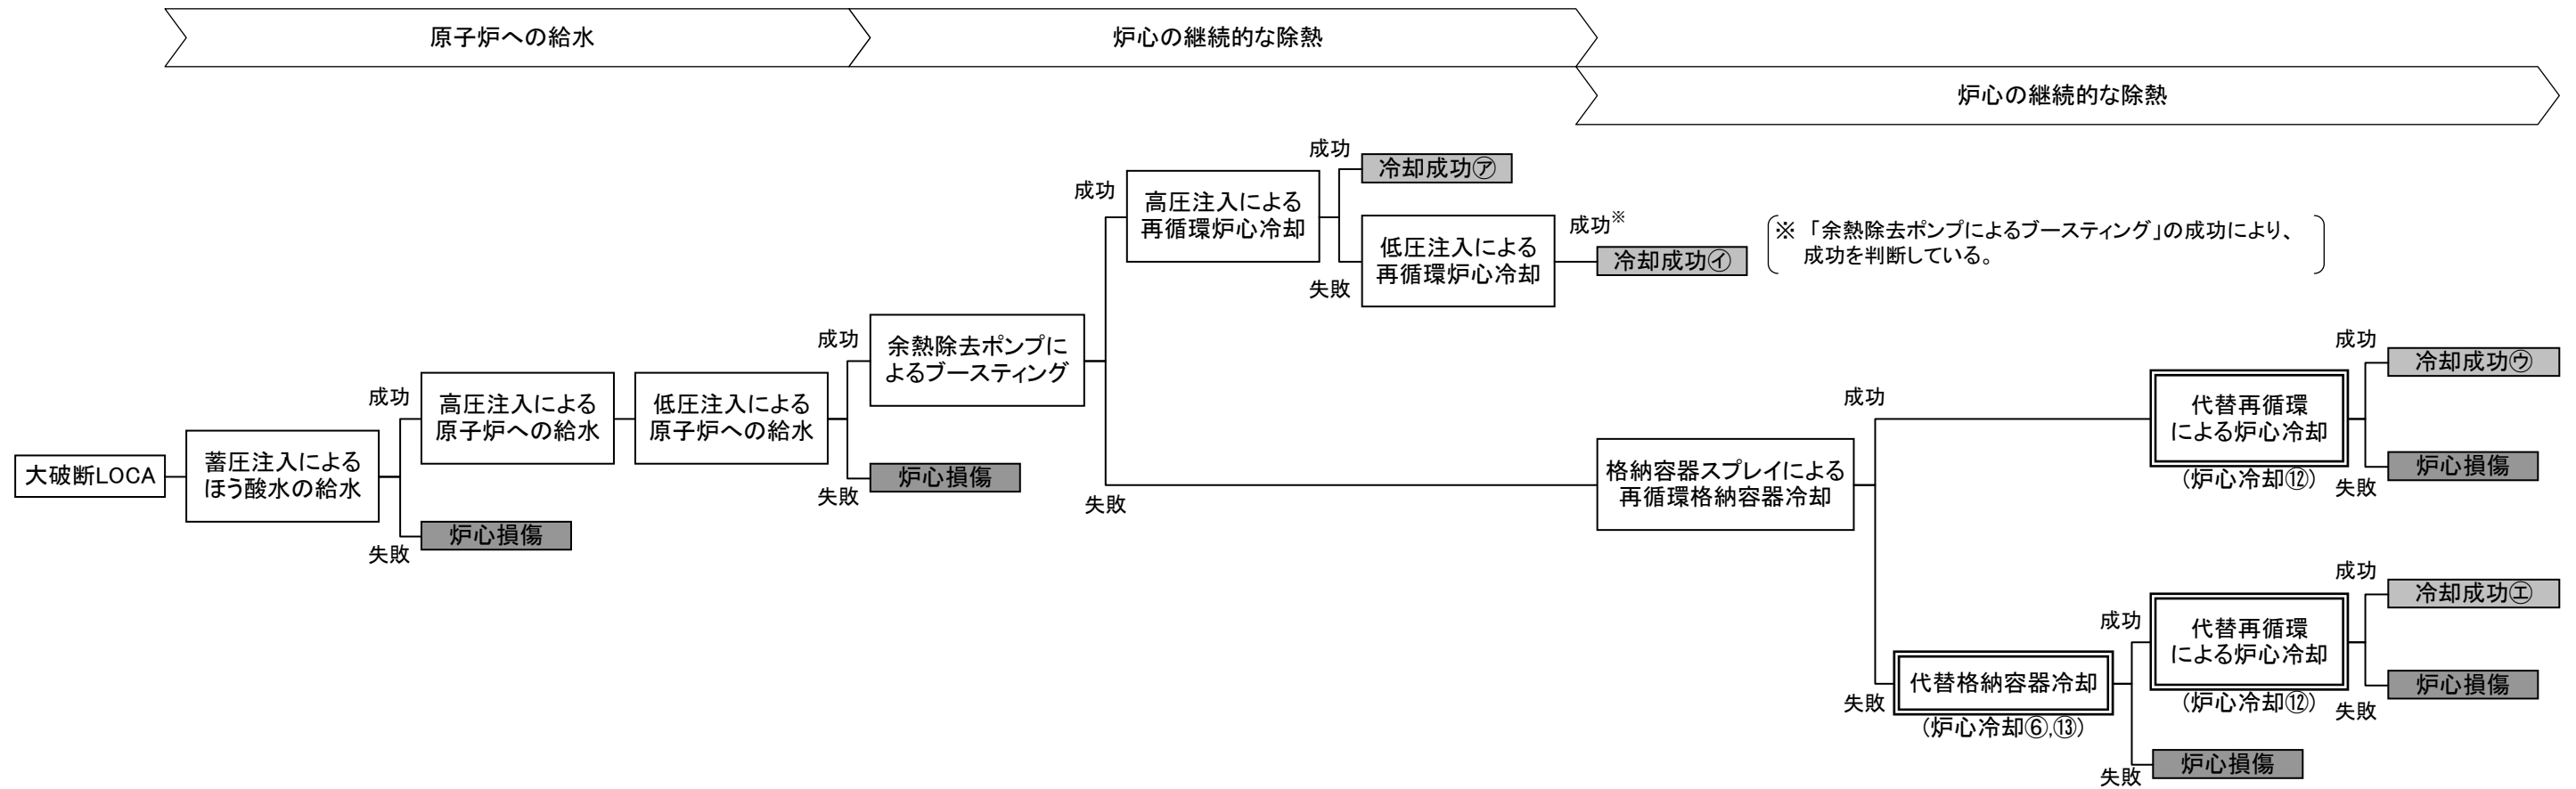 原子炉への給水
炉心の継続的な除熱
炉心の継続的な除熱
大破断LOCA
蓄圧注入による
ほう酸水の給水
成功
失敗
高圧注入による
原子炉への給水
炉心損傷
低圧注入による
原子炉への給水
成功
失敗
余熱除去ポンプに
よるブースティング
炉心損傷
成功
失敗
高圧注入による
再循環炉心冷却
成功
失敗
冷却成功㋐
低圧注入による
再循環炉心冷却
成功※
冷却成功㋑
※ 「余熱除去ポンプによるブースティング」の成功により、
成功を判断している。
格納容器スプレイによる
再循環格納容器冷却
成功
失敗
代替再循環
による炉心冷却
(炉心冷却⑫)
成功
失敗
冷却成功㋒
炉心損傷
代替格納容器冷却
(炉心冷却⑥,⑬)
成功
失敗
代替再循環
による炉心冷却
(炉心冷却⑫)
成功
失敗
冷却成功㋓
炉心損傷
炉心損傷